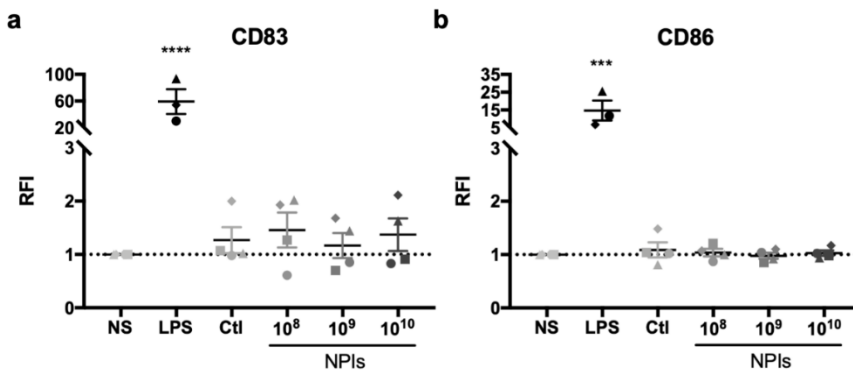 a
CD83
****
100
60
20
3
2
1
0
RFI
NS LPS Ctl 10⁸ 10⁹ 10¹⁰
NPIs
b
CD86
***
35
25
15
5
3
2
1
0
RFI
NS LPS Ctl 10⁸ 10⁹ 10¹⁰
NPIs